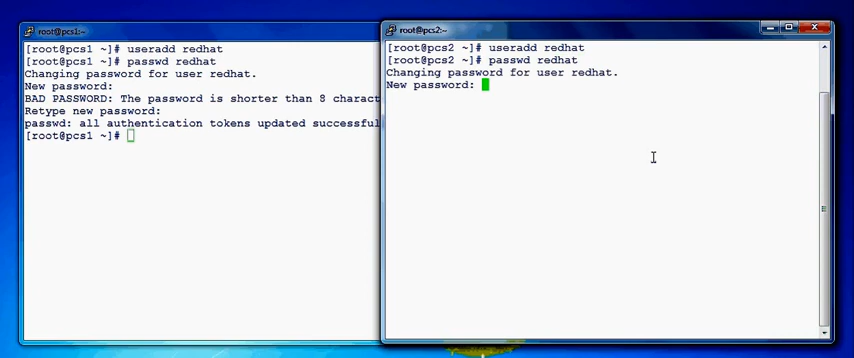 root@pcs1:~
[root@pcs1 ~]# useradd redhat
[root@pcs1 ~]# passwd redhat
Changing password for user redhat.
New password:
BAD PASSWORD: The password is shorter than 8 charact
Retype new password:
passwd: all authentication tokens updated successful
[root@pcs1 ~]#
root@pcs2:~
[root@pcs2 ~]# useradd redhat
[root@pcs2 ~]# passwd redhat
Changing password for user redhat.
New password: